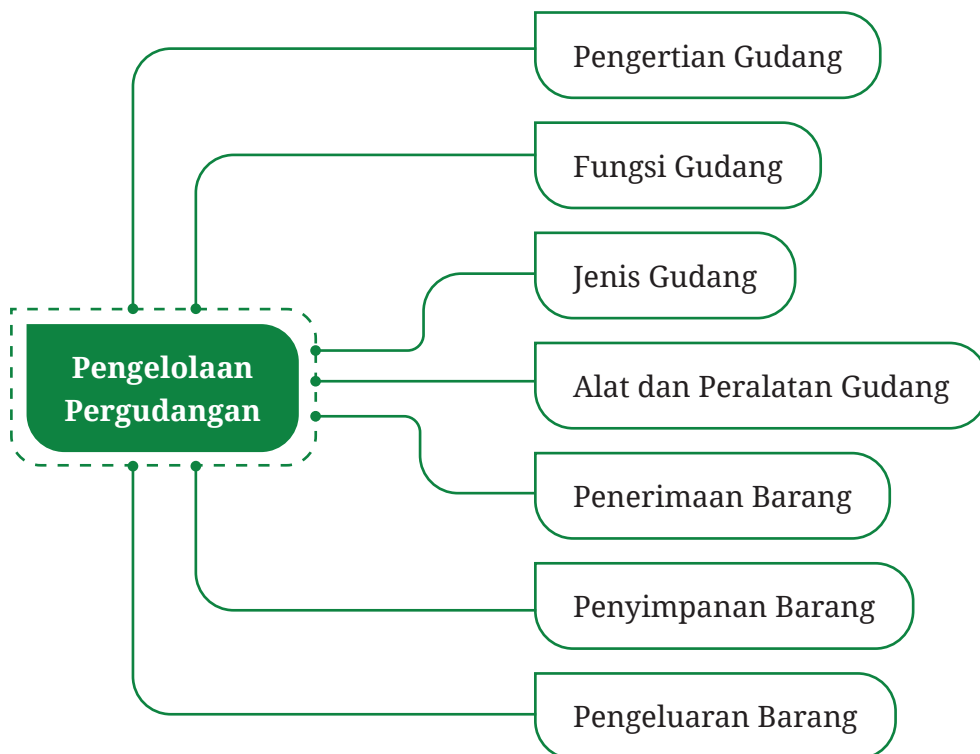 Pengelolaan
Pergudangan
Pengertian Gudang
Fungsi Gudang
Jenis Gudang
Alat dan Peralatan Gudang
Penerimaan Barang
Penyimpanan Barang
Pengeluaran Barang